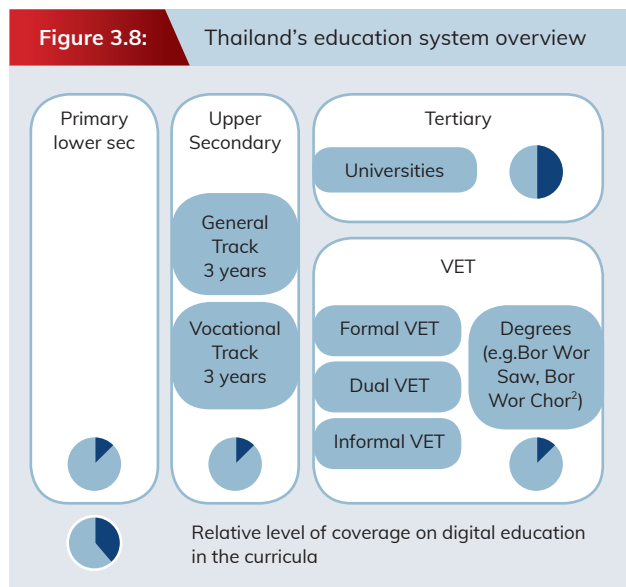 Figure 3.8:
Thailand's education system overview
Primary
lower sec
Upper
Secondary
General
Track
3 years
Vocational
Track
3 years
Tertiary
Universities
VET
Formal VET
Dual VET
Informal VET
Degrees
(e.g.Bor Wor
Saw, Bor
Wor Chor²)
Relative level of coverage on digital education
in the curricula